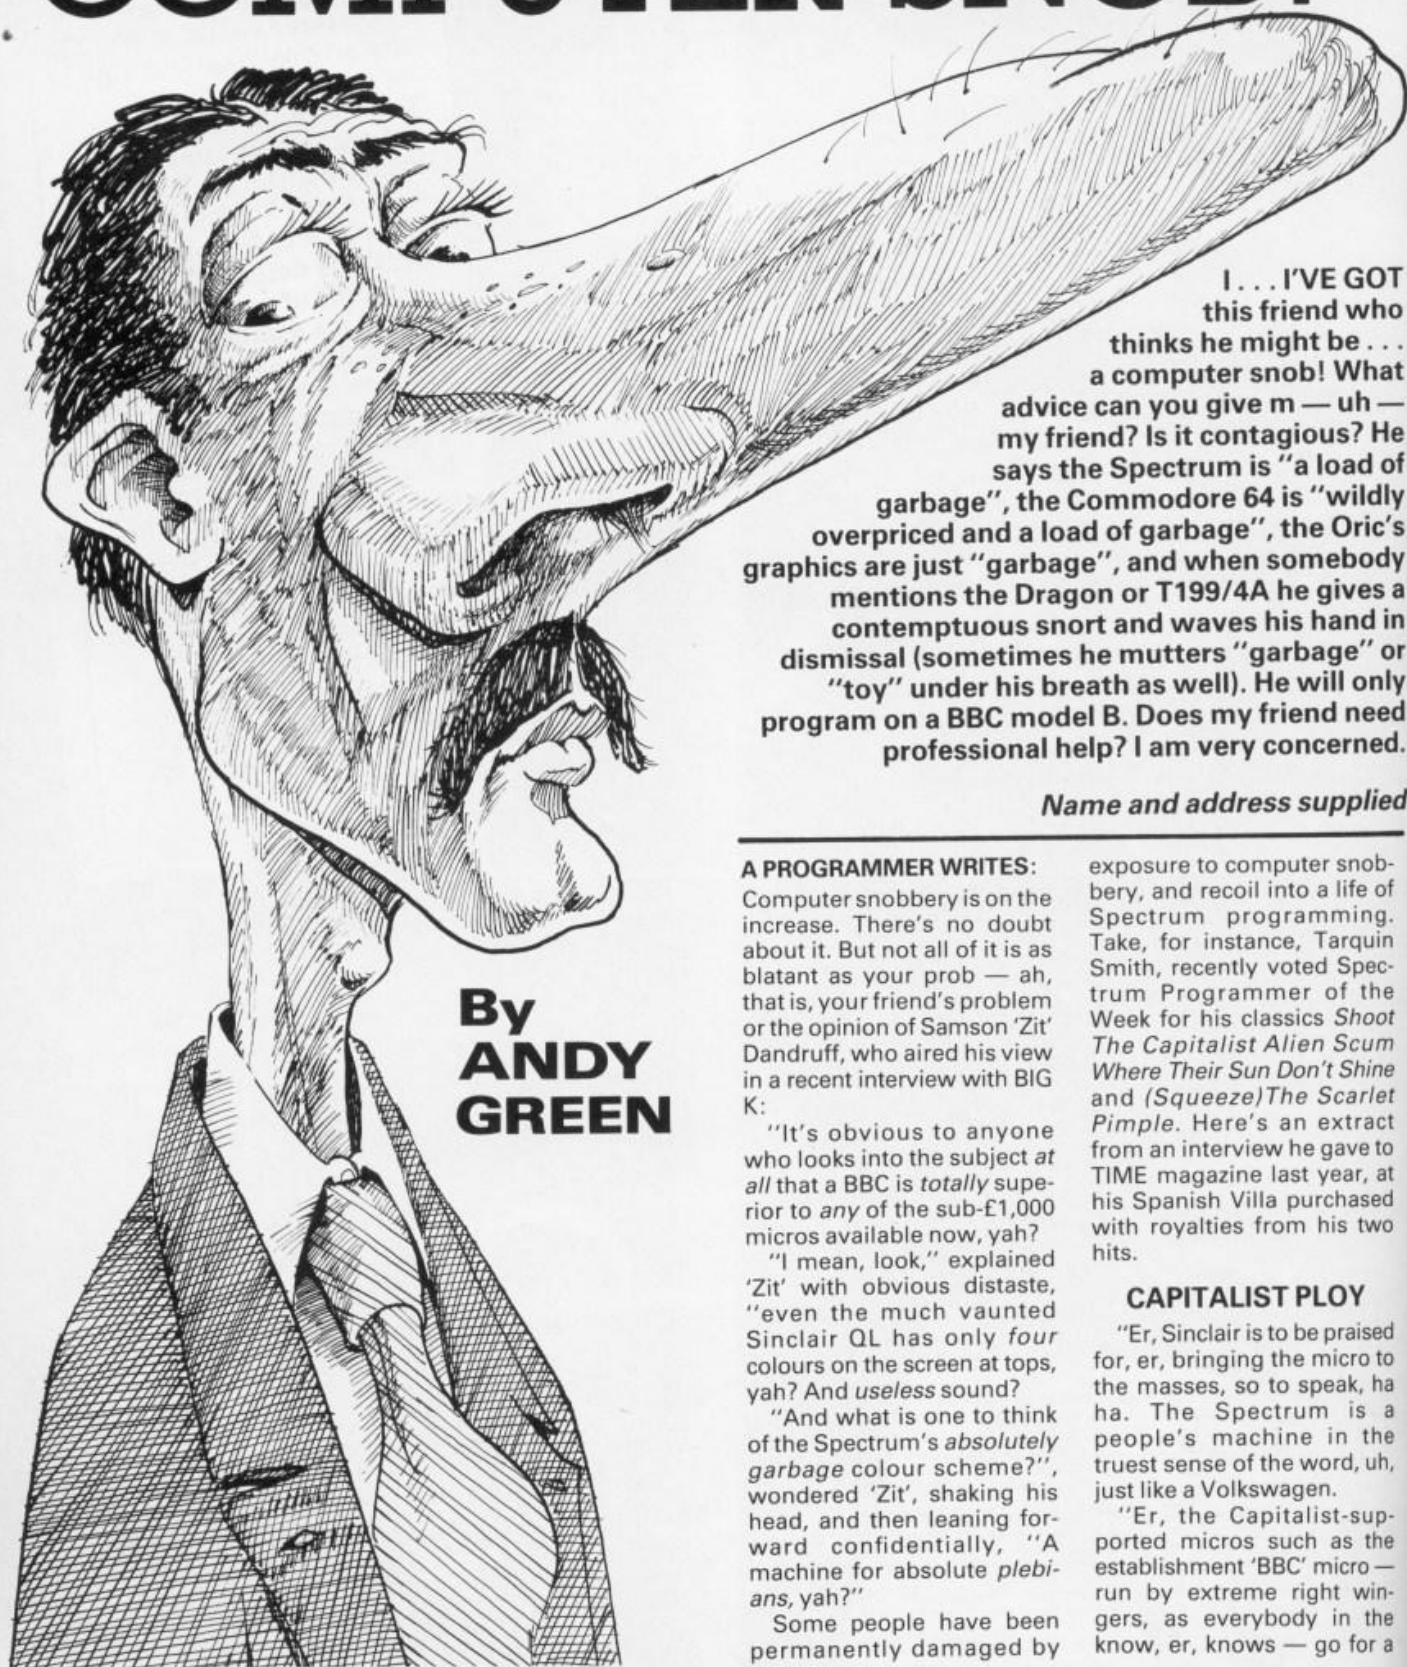 COMPUTER SNOB?
I...I'VE GOT
this friend who
thinks he might be...
a computer snob! What
advice can you give m — uh —
my friend? Is it contagious? He
says the Spectrum is "a load of
garbage", the Commodore 64 is "wildly
overpriced and a load of garbage", the Oric's
graphics are just "garbage", and when somebody
mentions the Dragon or T199/4A he gives a
contemptuous snort and waves his hand in
dismissal (sometimes he mutters "garbage" or
"toy" under his breath as well). He will only
program on a BBC model B. Does my friend need
professional help? I am very concerned.
Name and address supplied
By
ANDY
GREEN
A PROGRAMMER WRITES:
Computer snobbery is on the
increase. There's no doubt
about it. But not all of it is as
blatant as your prob — ah,
that is, your friend's problem
or the opinion of Samson 'Zit'
Dandruff, who aired his view
in a recent interview with BIG
K:
"It's obvious to anyone
who looks into the subject at
all that a BBC is totally supe-
rior to any of the sub-£1,000
micros available now, yah?
"I mean, look," explained
'Zit' with obvious distaste,
"even the much vaunted
Sinclair QL has only four
colours on the screen at tops,
yah? And useless sound?
"And what is one to think
of the Spectrum's absolutely
garbage colour scheme?",
wondered 'Zit', shaking his
head, and then leaning for-
ward confidentially, "A
machine for absolute plebi-
ans, yah?"
Some people have been
permanently damaged by
exposure to computer snob-
bery, and recoil into a life of
Spectrum programming.
Take, for instance, Tarquin
Smith, recently voted Spec-
trum Programmer of the
Week for his classics Shoot
The Capitalist Alien Scum
Where Their Sun Don't Shine
and (Squeeze)The Scarlet
Pimple. Here's an extract
from an interview he gave to
TIME magazine last year, at
his Spanish Villa purchased
with royalties from his two
hits.
CAPITALIST PLOY
"Er, Sinclair is to be praised
for, er, bringing the micro to
the masses, so to speak, ha
ha. The Spectrum is a
people's machine in the
truest sense of the word, uh,
just like a Volkswagen.
"Er, the Capitalist-sup-
ported micros such as the
establishment 'BBC' micro —
run by extreme right win-
gers, as everybody in the
know, er, knows — go for a